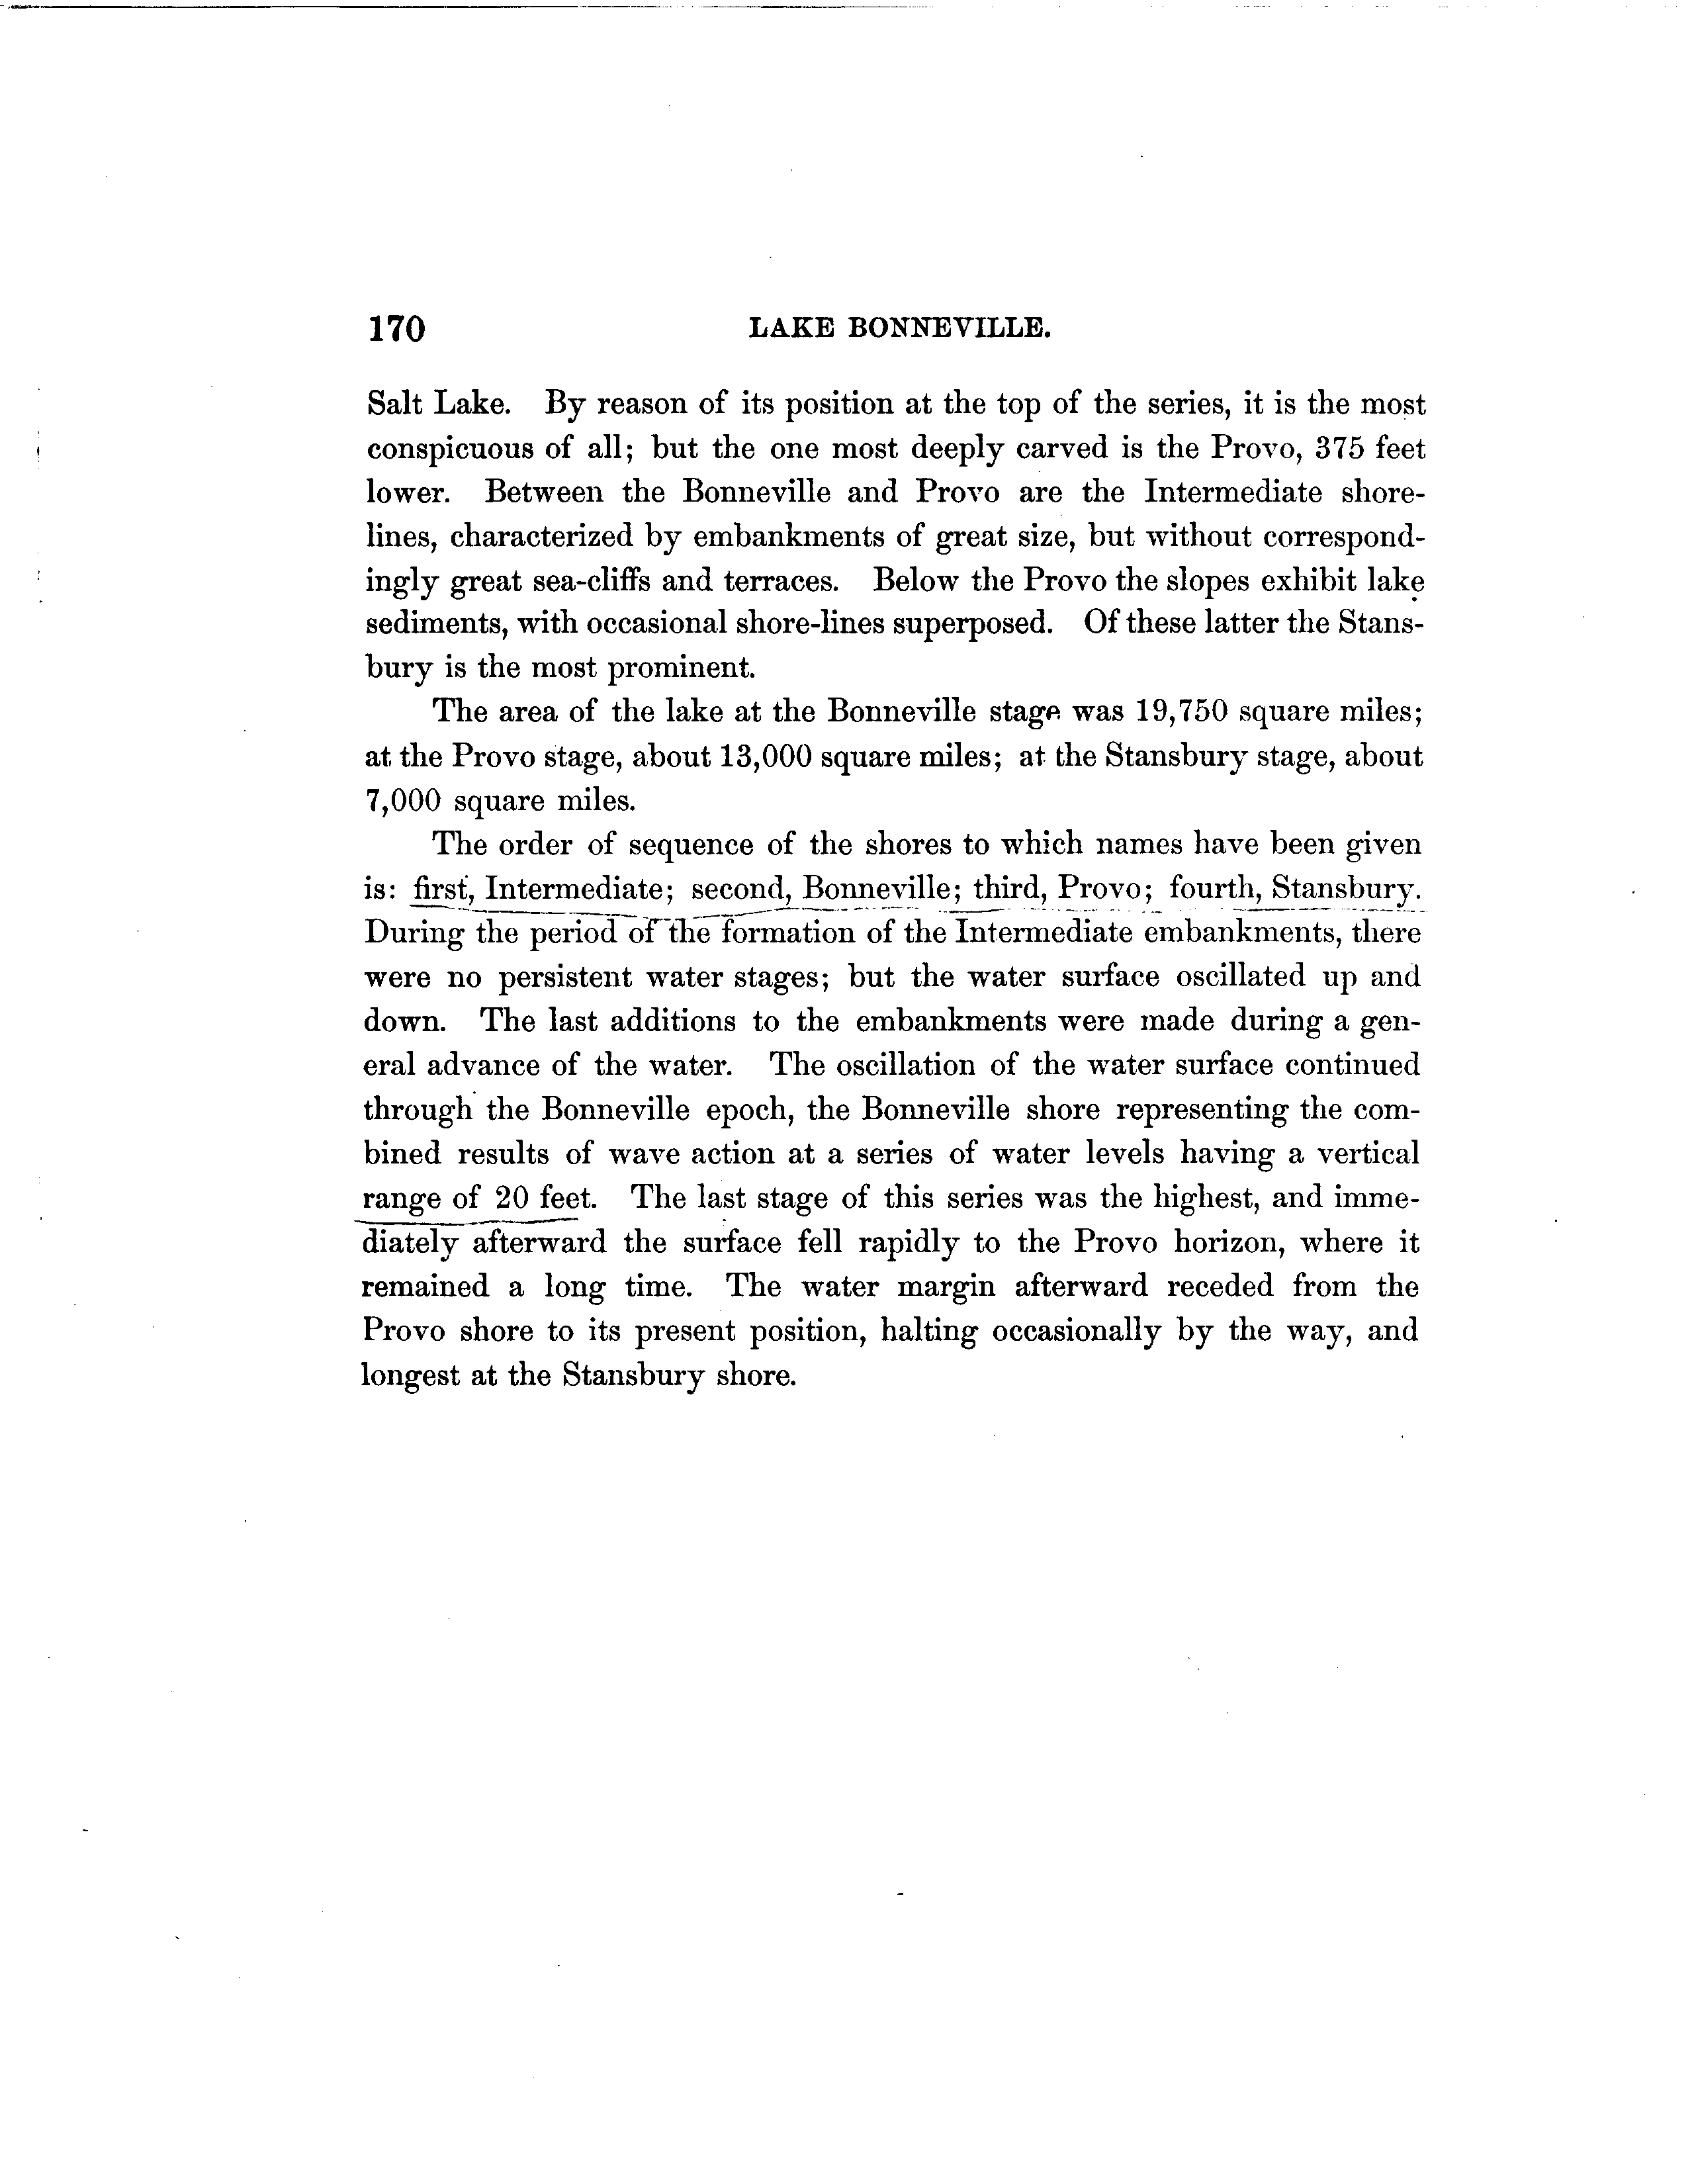 170 LAKE BONNEVILLE.
Salt Lake. By reason of its position at the top of the series, it is the most
conspicuous of all; but the one most deeply carved is the Provo, 375 feet
lower. Between the Bonneville and Provo are the Intermediate shore-
lines, characterized by embankments of great size, but without correspond-
ingly great sea-cliffs and terraces. Below the Provo the slopes exhibit lake
sediments, with occasional shore-lines superposed. Of these latter the Stans-
bury is the most prominent.
The area of the lake at the Bonneville stage was 19,750 square miles;
at the Provo stage, about 13,000 square miles; at the Stansbury stage, about
7,000 square miles.
The order of sequence of the shores to which names have been given
is: first, Intermediate; second, Bonneville; third, Provo; fourth, Stansbury.
During the period of the formation of the Intermediate embankments, there
were no persistent water stages; but the water surface oscillated up and
down. The last additions to the embankments were made during a gen-
eral advance of the water. The oscillation of the water surface continued
through the Bonneville epoch, the Bonneville shore representing the com-
bined results of wave action at a series of water levels having a vertical
range of 20 feet. The last stage of this series was the highest, and imme-
diately afterward the surface fell rapidly to the Provo horizon, where it
remained a long time. The water margin afterward receded from the
Provo shore to its present position, halting occasionally by the way, and
longest at the Stansbury shore.